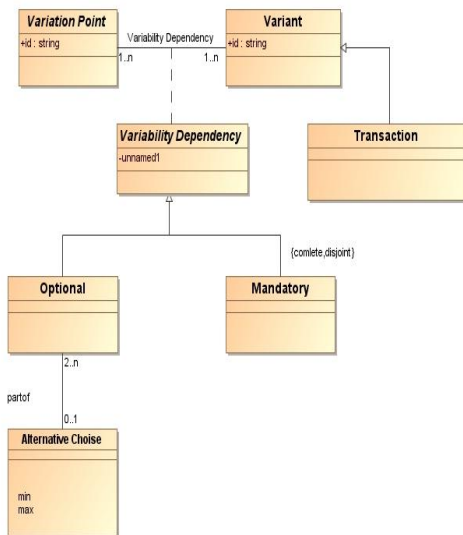 Variation Point
+id : string
Variability Dependency
1..n
1..n
Variant
+id : string
Variability Dependency
-unnamed1
Transaction
{comlete,disjoint}
Optional
Mandatory
2..n
partof
0..1
Alternative Choise
min
max